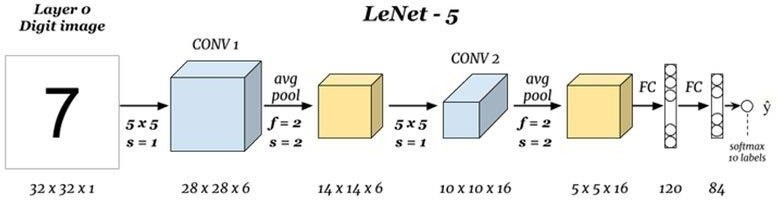 Layer 0
Digit image
LeNet - 5
CONV 1
CONV 2
7
avg
pool
avg
pool
FC
FC
ŷ
5 x 5
s = 1
f = 2
s = 2
5 x 5
s = 1
f = 2
s = 2
softmax
10 labels
32 x 32 x 1
28 x 28 x 6
14 x 14 x 6
10 x 10 x 16
5 x 5 x 16
120
84